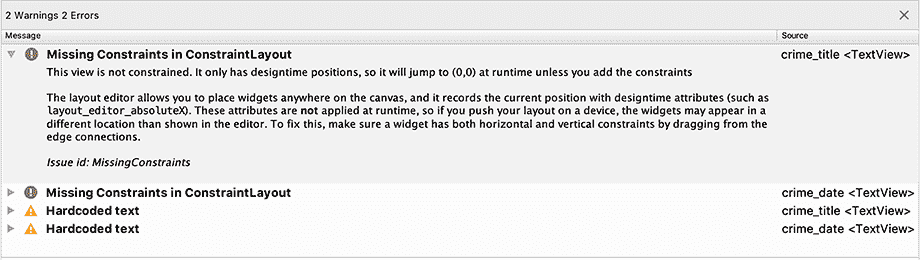 2 Warnings 2 Errors
Message Source
Missing Constraints in ConstraintLayout crime_title <TextView>
This view is not constrained. It only has designtime positions, so it will jump to (0,0) at runtime unless you add the constraints
The layout editor allows you to place widgets anywhere on the canvas, and it records the current position with designtime attributes (such as
layout_editor_absoluteX). These attributes are not applied at runtime, so if you push your layout on a device, the widgets may appear in a
different location than shown in the editor. To fix this, make sure a widget has both horizontal and vertical constraints by dragging from the
edge connections.
Issue id: MissingConstraints
Missing Constraints in ConstraintLayout crime_date <TextView>
Hardcoded text crime_title <TextView>
Hardcoded text crime_date <TextView>